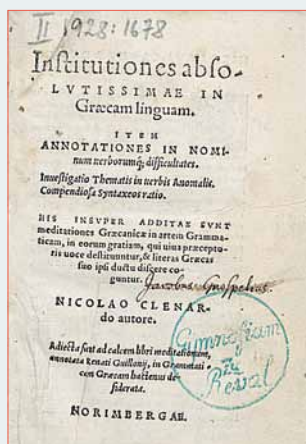 II 1928:1678
Institutiones abso-
LVTISSIMAE IN
Græcam linguam.
ITEM
ANNOTATIONES IN NOMI-
num uerborumq; difficultates.
Inuestigatio Thematis in uerbis Anomalis.
Compendiosa Syntaxeos ratio.
HIS INSVPER ADDITAE SVNT
meditationes Græcanicæ in artem Gramma-
ticam, in eorum gratiam, qui uiua præcepto-
ris uoce destituuntur, & literas Græcas
suo ipsi ductu discere co-
guntur.
NICOLAO CLENAR-
do autore.
Adiecta sunt ad calcem libri meditationum,
annotata Renati Guillonij, in Grammati-
cen Græcam hactenus de-
siderata.
Gymnasium
zu
Reval
NORIMBERGAE.